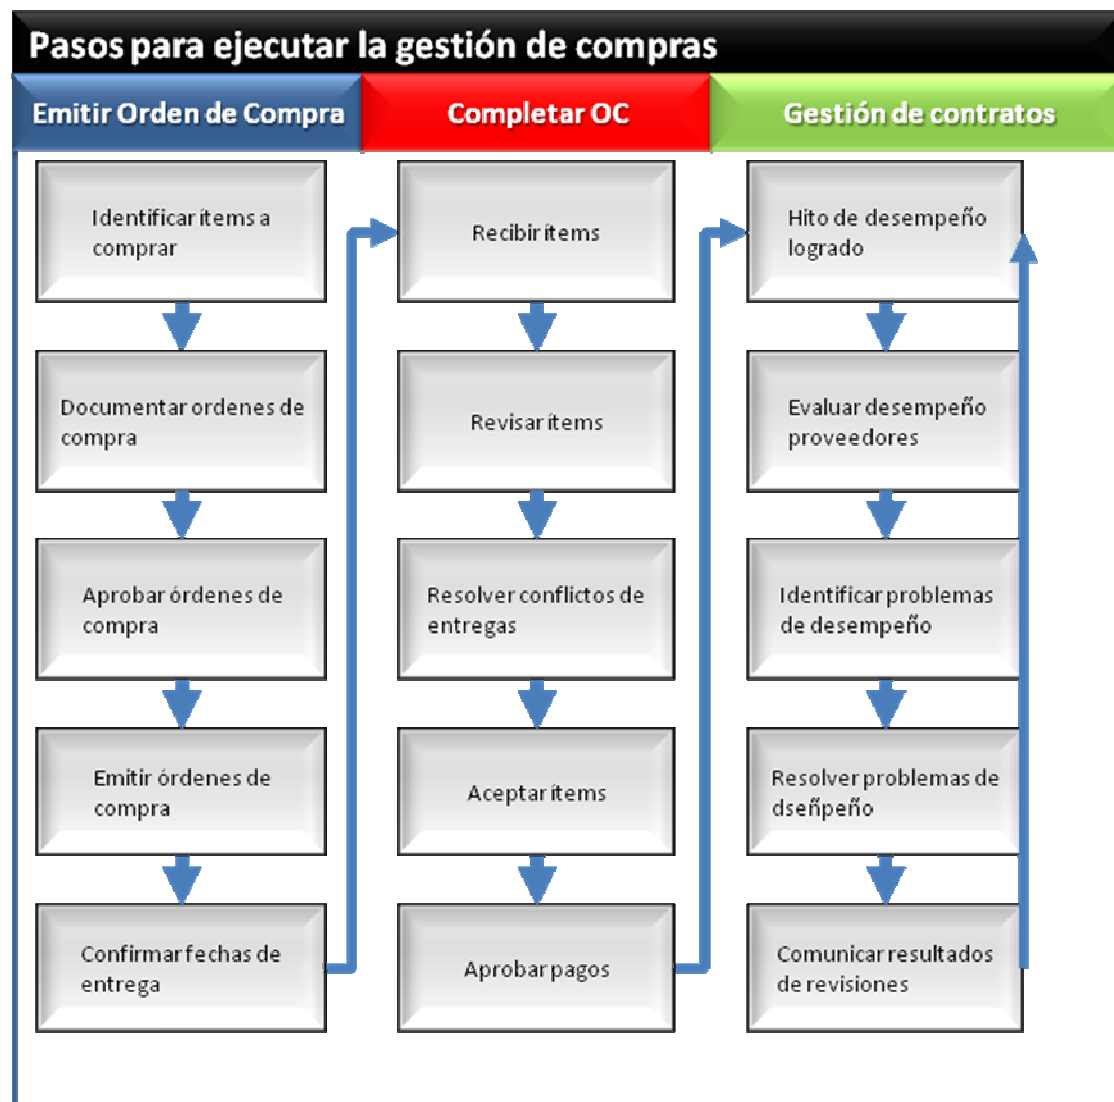 Pasos para ejecutar la gestión de compras
Emitir Orden de Compra
Completar OC
Gestión de contratos
Identificar ítems a
comprar
Documentar ordenes de
compra
Aprobar órdenes de
compra
Emitir órdenes de
compra
Confirmar fechas de
entrega
Recibir ítems
Revisar ítems
Resolver conflictos de
entregas
Aceptar ítems
Aprobar pagos
Hito de desempeño
logrado
Evaluar desempeño
proveedores
Identificar problemas
de desempeño
Resolver problemas de
dseñpeño
Comunicar resultados
de revisiones